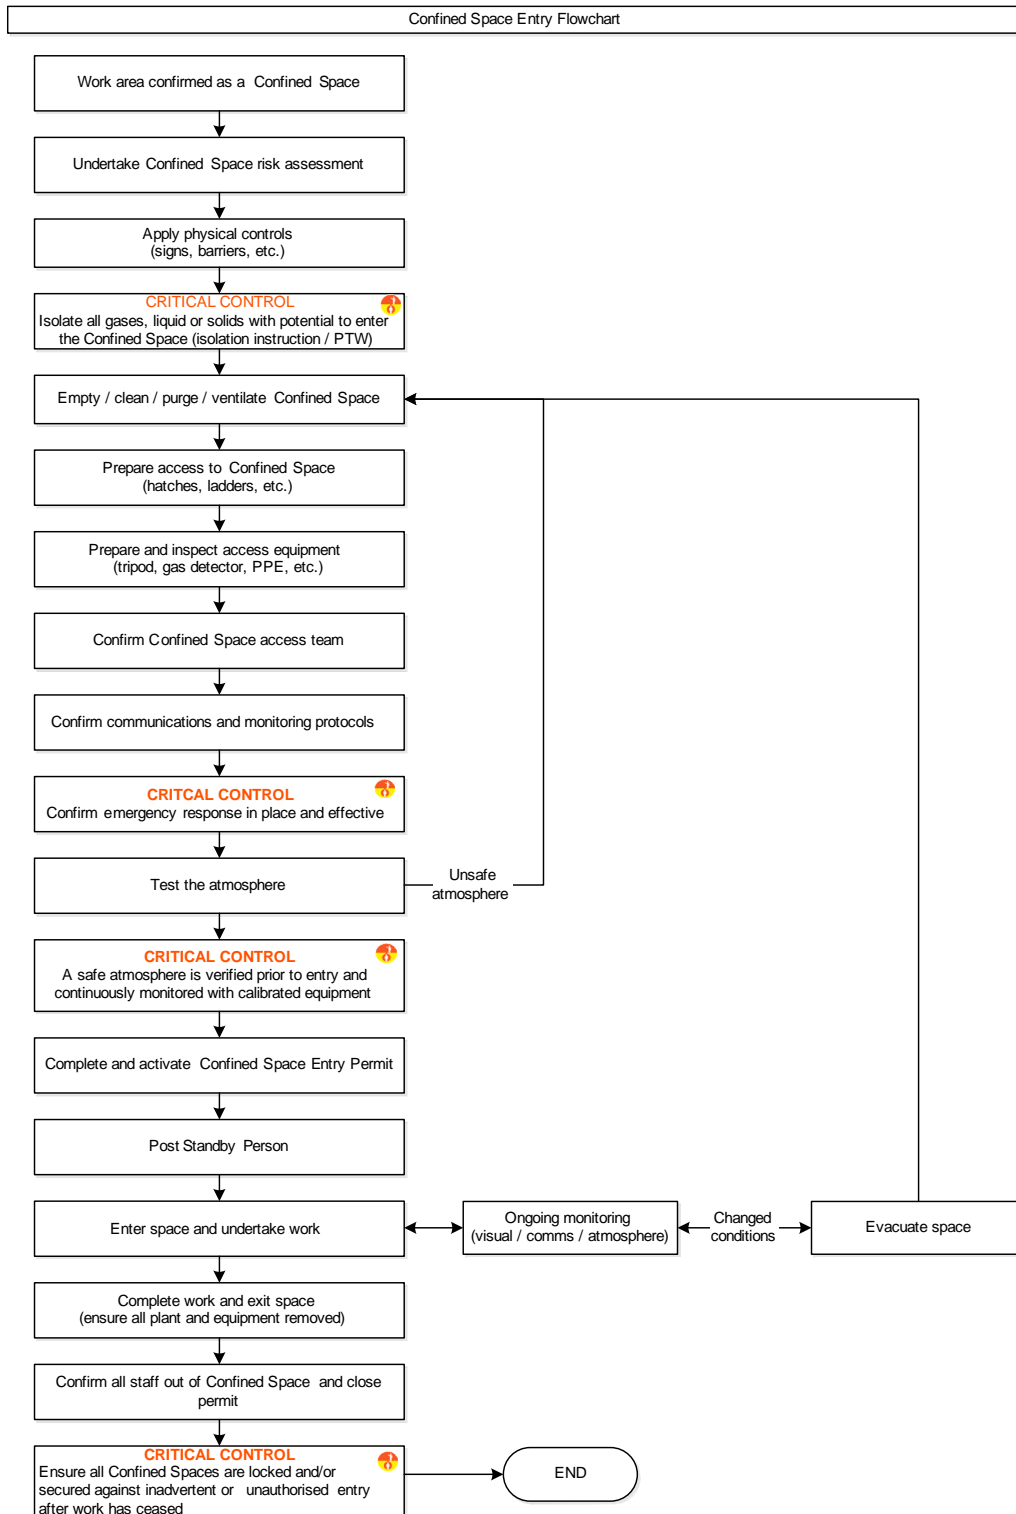 Confined Space Entry Flowchart
Work area confirmed as a Confined Space
Undertake Confined Space risk assessment
Apply physical controls
(signs, barriers, etc.)
CRITICAL CONTROL
Isolate all gases, liquid or solids with potential to enter
the Confined Space (isolation instruction / PTW)
Empty / clean / purge / ventilate Confined Space
Prepare access to Confined Space
(hatches, ladders, etc.)
Prepare and inspect access equipment
(tripod, gas detector, PPE, etc.)
Confirm Confined Space access team
Confirm communications and monitoring protocols
CRITCAL CONTROL
Confirm emergency response in place and effective
Test the atmosphere
Unsafe
atmosphere
CRITICAL CONTROL
A safe atmosphere is verified prior to entry and
continuously monitored with calibrated equipment
Complete and activate Confined Space Entry Permit
Post Standby Person
Enter space and undertake work
Ongoing monitoring
(visual / comms / atmosphere)
Changed
conditions
Evacuate space
Complete work and exit space
(ensure all plant and equipment removed)
Confirm all staff out of Confined Space and close
permit
CRITICAL CONTROL
Ensure all Confined Spaces are locked and/or
secured against inadvertent or unauthorised entry
after work has ceased
END